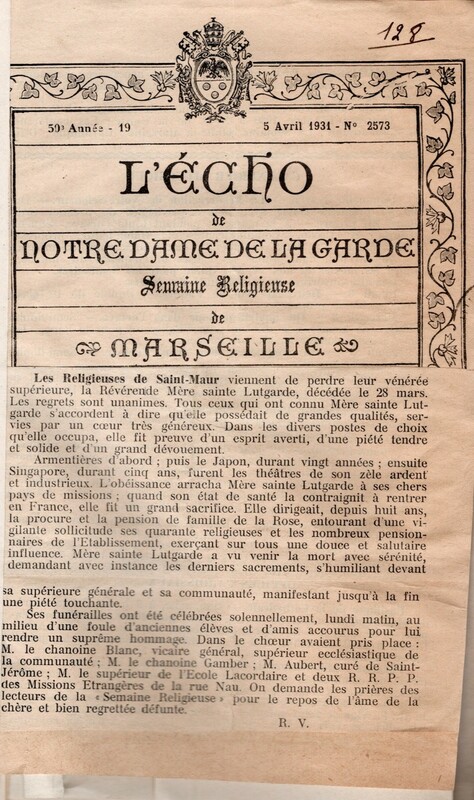 128
50e Année - 19
5 Avril 1931 - No 2573
L'ÉCHO
de
NOTRE DAME DE LA GARDE
Semaine Religieuse
de
MARSEILLE
Les Religieuses de Saint-Maur viennent de perdre leur vénérée
supérieure, la Révérende Mère sainte Lutgarde, décédée le 28 mars.
Les regrets sont unanimes. Tous ceux qui ont connu Mère sainte Lut-
garde s'accordent à dire qu'elle possédait de grandes qualités, ser-
vies par un cœur très généreux. Dans les divers postes de choix
qu'elle occupa, elle fit preuve d'un esprit averti, d'une piété tendre
et solide et d'un grand dévouement.
Armentières d'abord ; puis le Japon, durant vingt années ; ensuite
Singapore, durant cinq ans, furent les théâtres de son zèle ardent
et industrieux. L'obéissance arracha Mère sainte Lutgarde à ses chers
pays de missions ; quand son état de santé la contraignit à rentrer
en France, elle fit un grand sacrifice. Elle dirigeait, depuis huit ans,
la procure et la pension de famille de la Rose, entourant d'une vi-
gilante sollicitude ses quarante religieuses et les nombreux pension-
naires de l'Etablissement, exerçant sur tous une douce et salutaire
influence. Mère sainte Lutgarde a vu venir la mort avec sérénité,
demandant avec instance les derniers sacrements, s'humiliant devant
sa supérieure générale et sa communauté, manifestant jusqu'à la fin
une piété touchante.
Ses funérailles ont été célébrées solennellement, lundi matin, au
milieu d'une foule d'anciennes élèves et d'amis accourus pour lui
rendre un suprême hommage. Dans le chœur avaient pris place :
M. le chanoine Blanc, vicaire général, supérieur ecclésiastique de
la communauté ; M. le chanoine Gamber ; M. Aubert, curé de Saint-
Jérôme ; M. le supérieur de l'Ecole Lacordaire et deux R. R. P. P.
des Missions Etrangères de la rue Nau. On demande les prières des
lecteurs de la « Semaine Religieuse » pour le repos de l'âme de la
chère et bien regrettée défunte.
R. V.